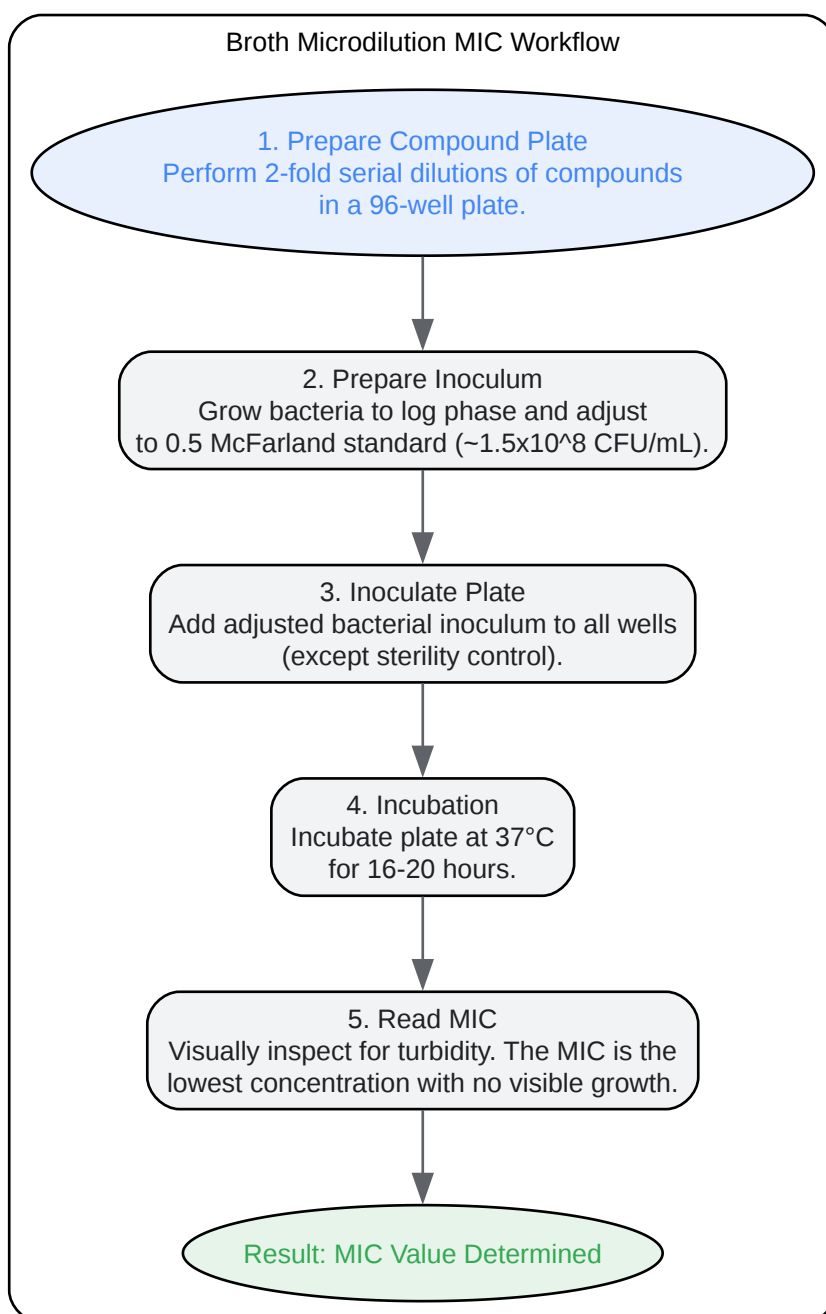 Broth Microdilution MIC Workflow
1. Prepare Compound Plate
Perform 2-fold serial dilutions of compounds
in a 96-well plate.
2. Prepare Inoculum
Grow bacteria to log phase and adjust
to 0.5 McFarland standard (~1.5x10^8 CFU/mL).
3. Inoculate Plate
Add adjusted bacterial inoculum to all wells
(except sterility control).
4. Incubation
Incubate plate at 37°C
for 16-20 hours.
5. Read MIC
Visually inspect for turbidity. The MIC is the
lowest concentration with no visible growth.
Result: MIC Value Determined